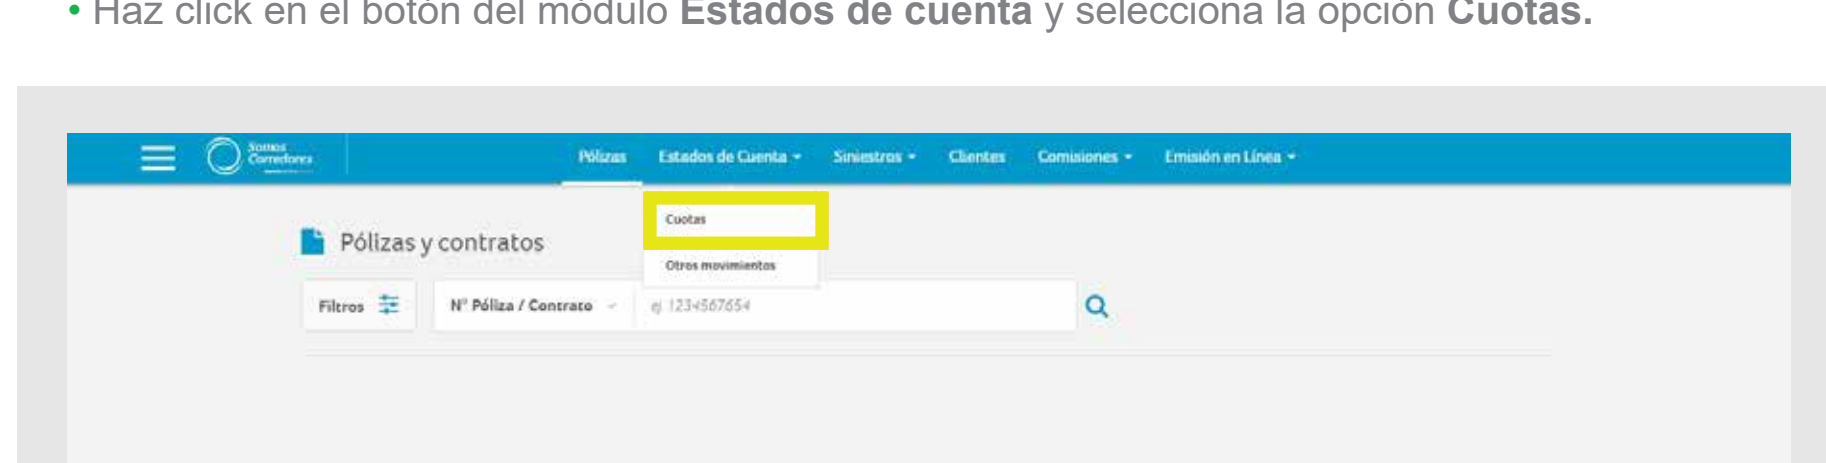 • Haz click en el botón del módulo Estados de cuenta y selecciona la opción Cuotas.
Somos
Corredores
Pólizas Estados de Cuenta Siniestros Clientes Comisiones Emisión en Línea
Cuotas
Pólizas y contratos
Otros movimientos
Filtros N° Póliza / Contrato ej 1234567654